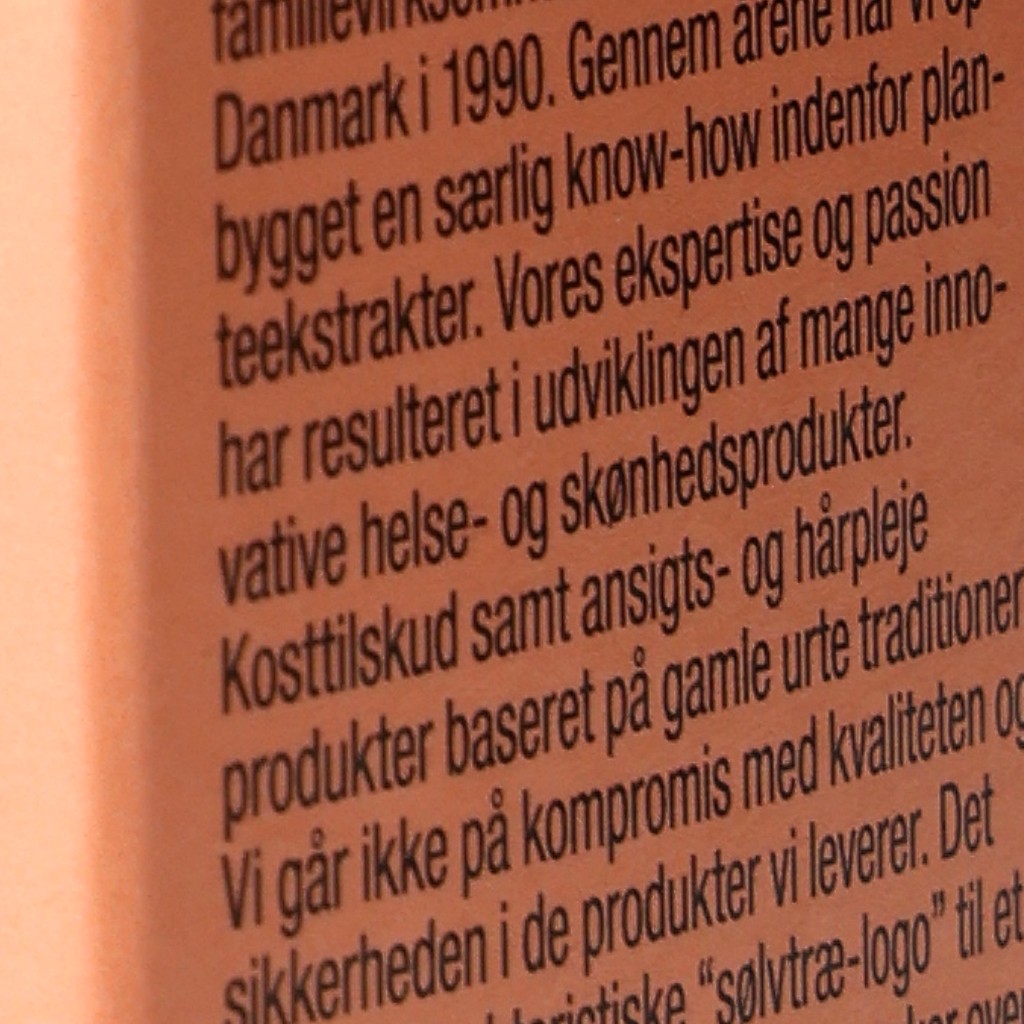 Danmark i 1990. Gennem årene har vi op
bygget en særlig know-how indenfor plan-
teekstrakter. Vores ekspertise og passion
har resulteret i udviklingen af mange inno-
vative helse- og skønhedsprodukter.
Kosttilskud samt ansigts- og hårpleje
produkter baseret på gamle urte traditioner
Vi går ikke på kompromis med kvaliteten og
sikkerheden i de produkter vi leverer. Det
"sølvtræ-logo" til et